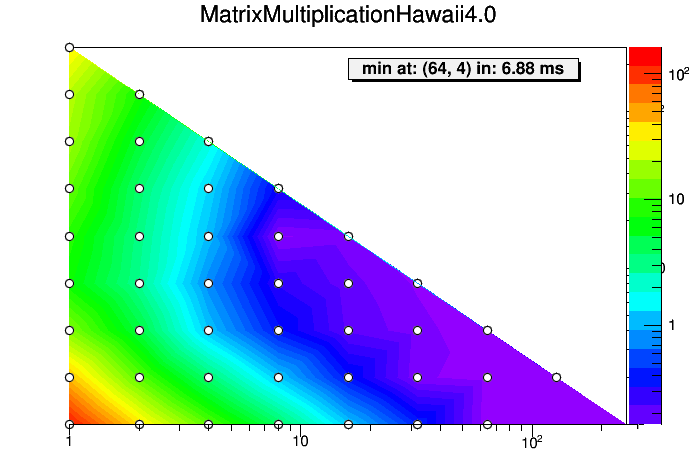 MatrixMultiplicationHawaii4.0
min at: (64, 4) in: 6.88 ms
10²
10
1
1 10 10²